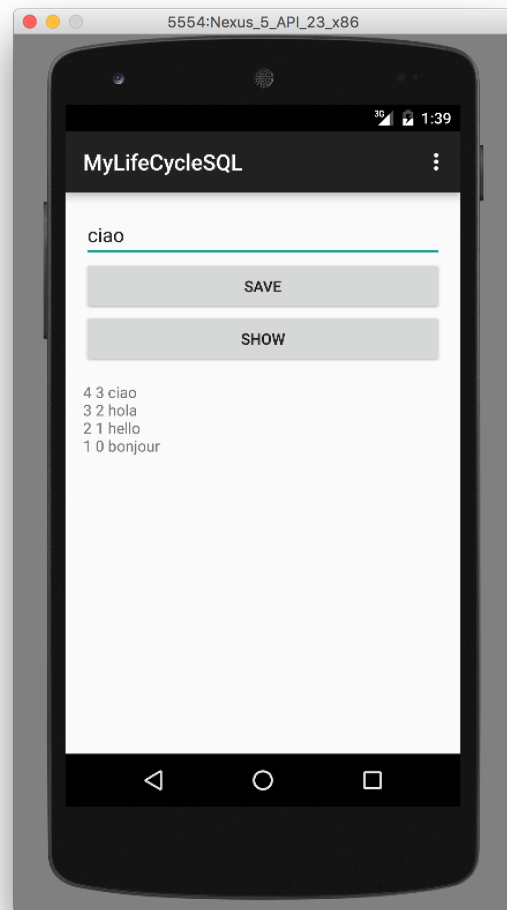 5554:Nexus_5_API_23_x86
3G 1:39
MyLifeCycleSQL
ciao
SAVE
SHOW
4 3 ciao
3 2 hola
2 1 hello
1 0 bonjour